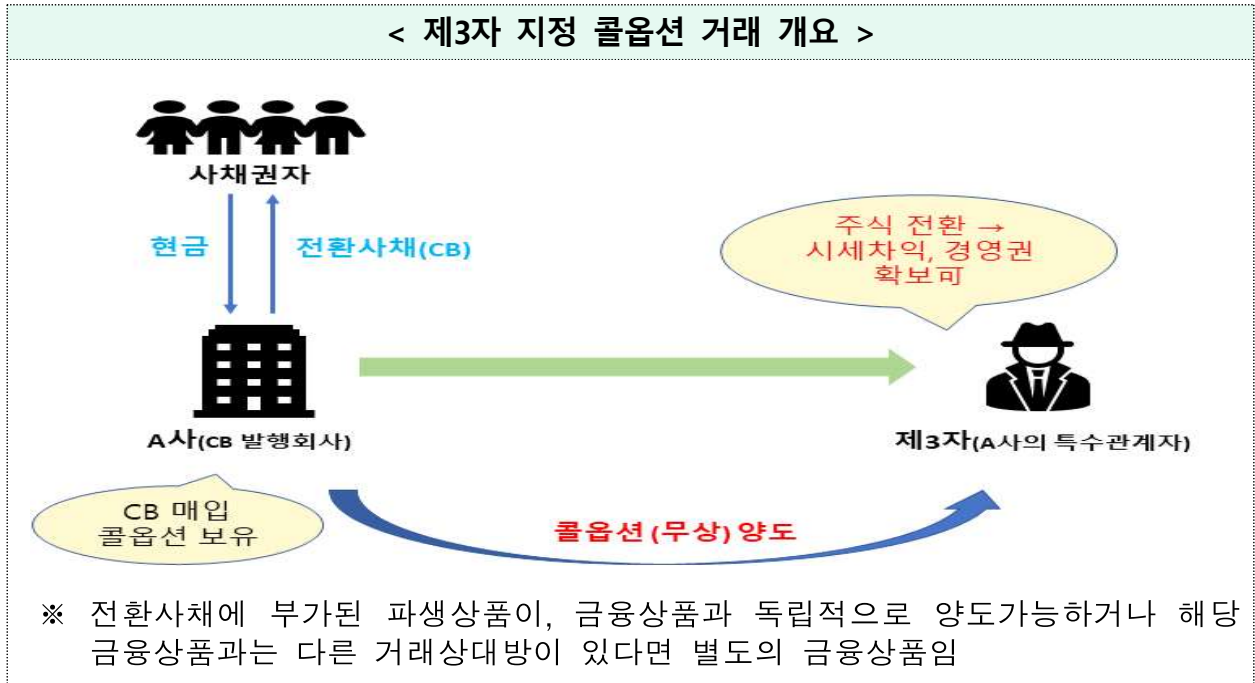 < 제3자 지정 콜옵션 거래 개요 >
사채권자
현금
전환사채(CB)
주식 전환 →
시세차익, 경영권
확보可
A사(CB 발행회사)
제3자(A사의 특수관계자)
CB 매입
콜옵션 보유
콜옵션 (무상) 양도
※ 전환사채에 부가된 파생상품이, 금융상품과 독립적으로 양도가능하거나 해당
금융상품과는 다른 거래상대방이 있다면 별도의 금융상품임